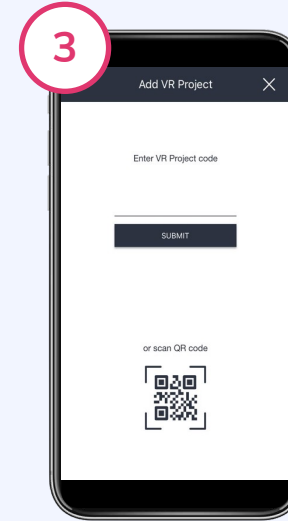 3
Add VR Project
Enter VR Project code
SUBMIT
or scan QR code